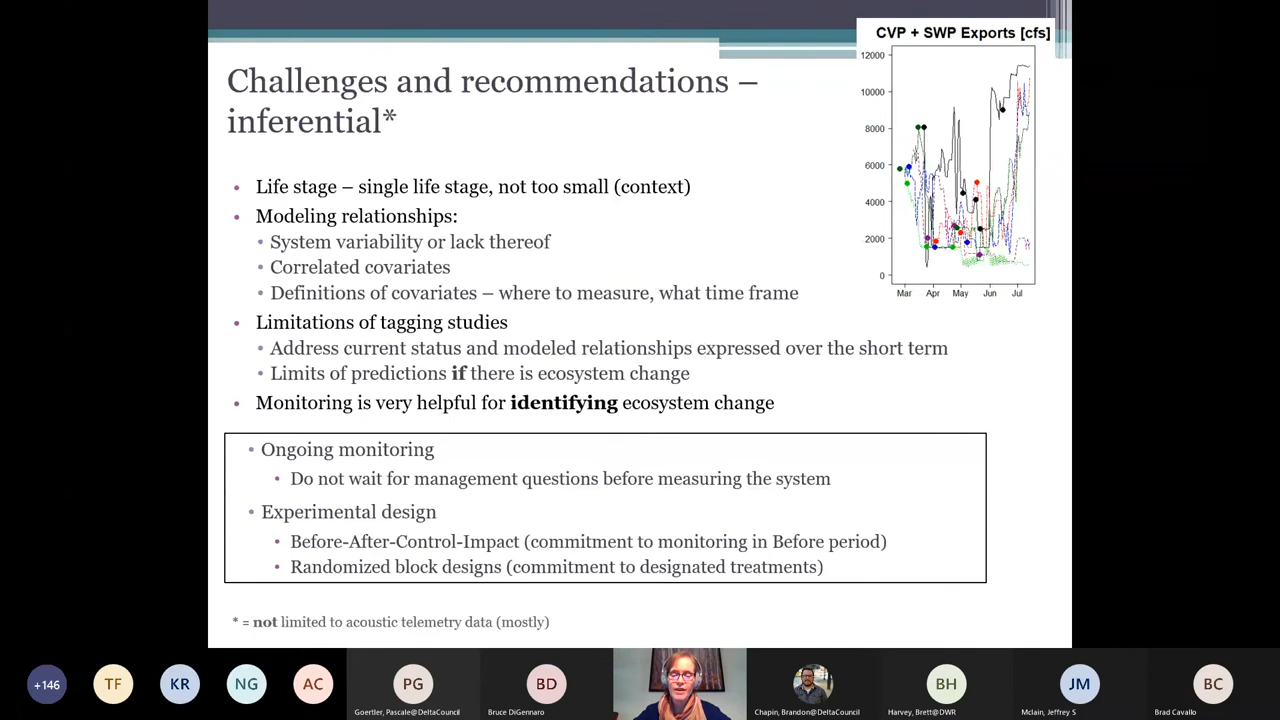 CVP + SWP Exports [cfs]
12000
10000
8000
6000
4000
2000
0
Mar Apr May Jun Jul
Challenges and recommendations –
inferential*
• Life stage – single life stage, not too small (context)
• Modeling relationships:
• System variability or lack thereof
• Correlated covariates
• Definitions of covariates – where to measure, what time frame
• Limitations of tagging studies
• Address current status and modeled relationships expressed over the short term
• Limits of predictions if there is ecosystem change
• Monitoring is very helpful for identifying ecosystem change
• Ongoing monitoring
• Do not wait for management questions before measuring the system
• Experimental design
• Before-After-Control-Impact (commitment to monitoring in Before period)
• Randomized block designs (commitment to designated treatments)
* = not limited to acoustic telemetry data (mostly)
+146 TF KR NG AC PG BD BH JM BC
Goertler, Pascale@DeltaCouncil Bruce DiGennaro Chapin, Brandon@DeltaCouncil Harvey, Brett@DWR Mclain, Jeffrey S Brad Cavallo